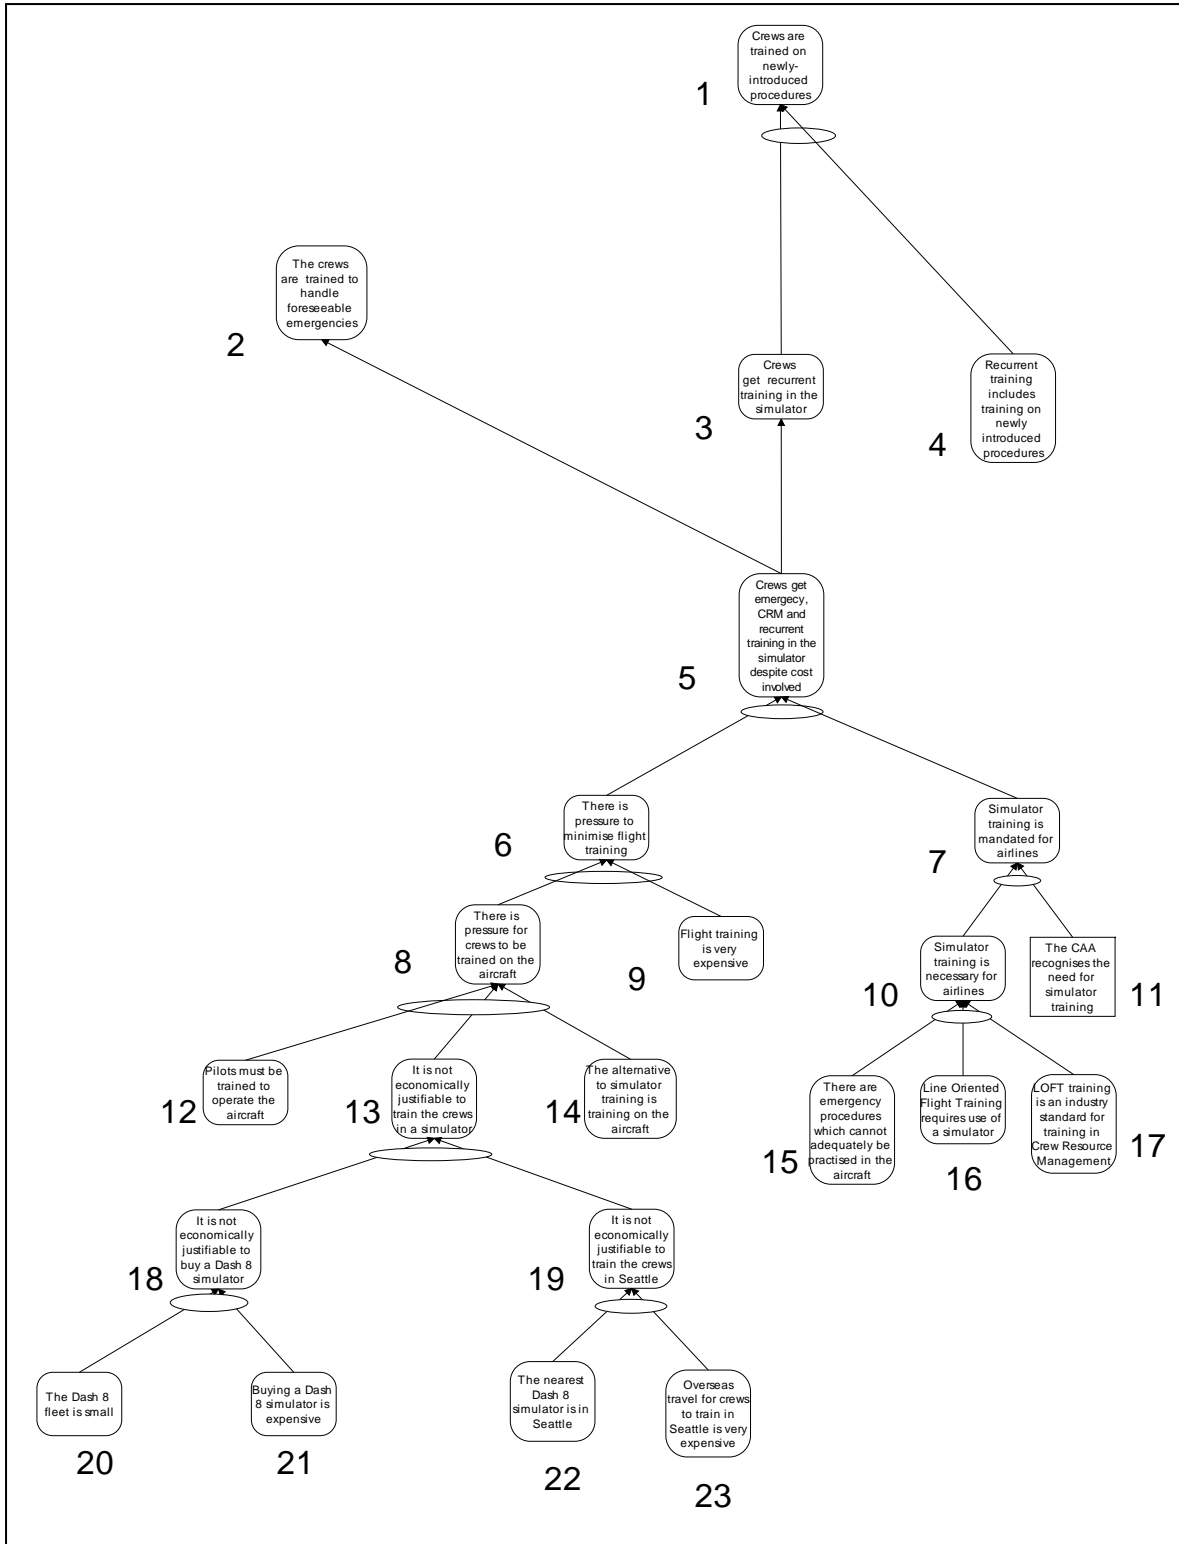 Crews are
trained on
newly-
introduced
procedures
1
The crews
are trained to
handle
foreseeable
emergencies
2
Crews
get recurrent
training in the
simulator
3
Recurrent
training
includes
training on
newly
introduced
procedures
4
Crews get
emergecy,
CRM and
recurrent
training in the
simulator
despite cost
involved
5
There is
pressure to
minimise flight
training
6
Simulator
training is
mandated for
airlines
7
There is
pressure for
crews to be
trained on the
aircraft
8
Flight training
is very
expensive
9
Simulator
training is
necessary for
airlines
10
The CAA
recognises the
need for
simulator
training
11
Pilots must be
trained to
operate the
aircraft
12
It is not
economically
justifiable to
train the crews
in a simulator
13
The alternative
to simulator
training is
training on the
aircraft
14
There are
emergency
procedures
which cannot
adequately be
practised in the
aircraft
15
Line Oriented
Flight Training
requires use of
a simulator
16
LOFT training
is an industry
standard for
training in
Crew Resource
Management
17
It is not
economically
justifiable to
buy a Dash 8
simulator
18
It is not
economically
justifiable to
train the crews
in Seattle
19
The Dash 8
fleet is small
20
Buying a Dash
8 simulator is
expensive
21
The nearest
Dash 8
simulator is in
Seattle
22
Overseas
travel for crews
to train in
Seattle is very
expensive
23